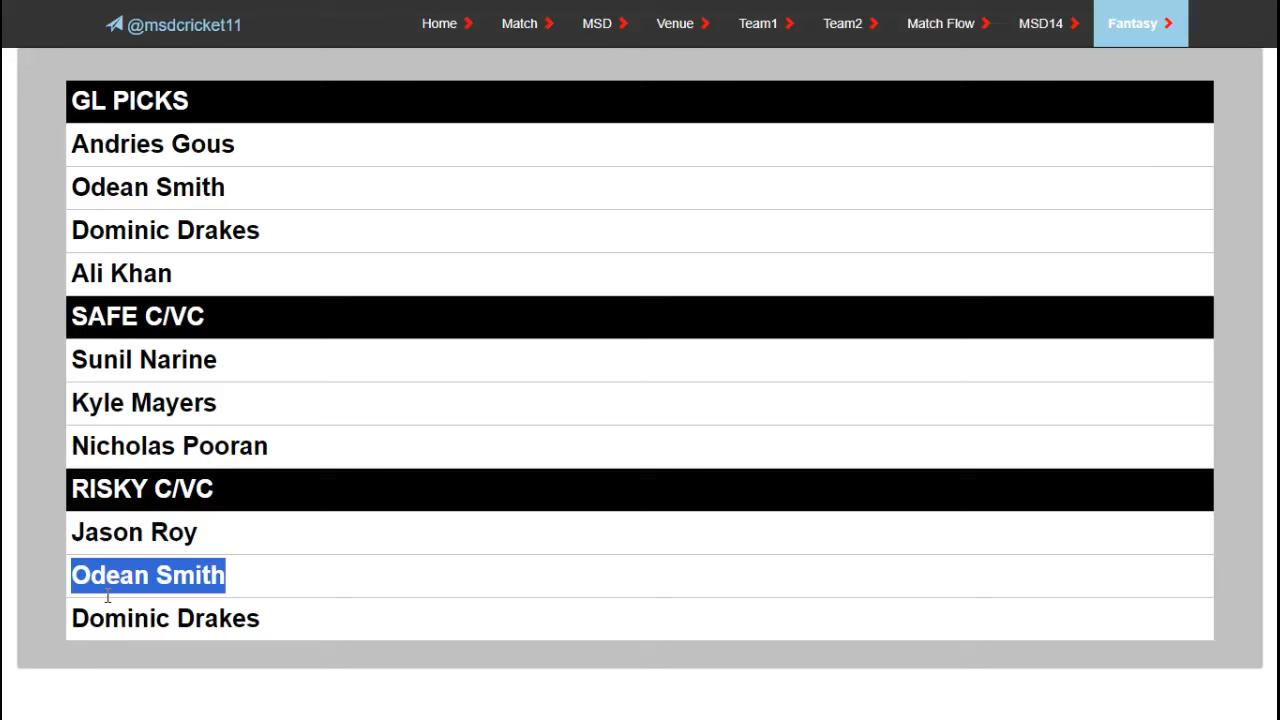 @msdcricket11 Home Match MSD Venue Team1 Team2 Match Flow MSD14 Fantasy
GL PICKS
Andries Gous
Odean Smith
Dominic Drakes
Ali Khan
SAFE C/VC
Sunil Narine
Kyle Mayers
Nicholas Pooran
RISKY C/VC
Jason Roy
Odean Smith
Dominic Drakes